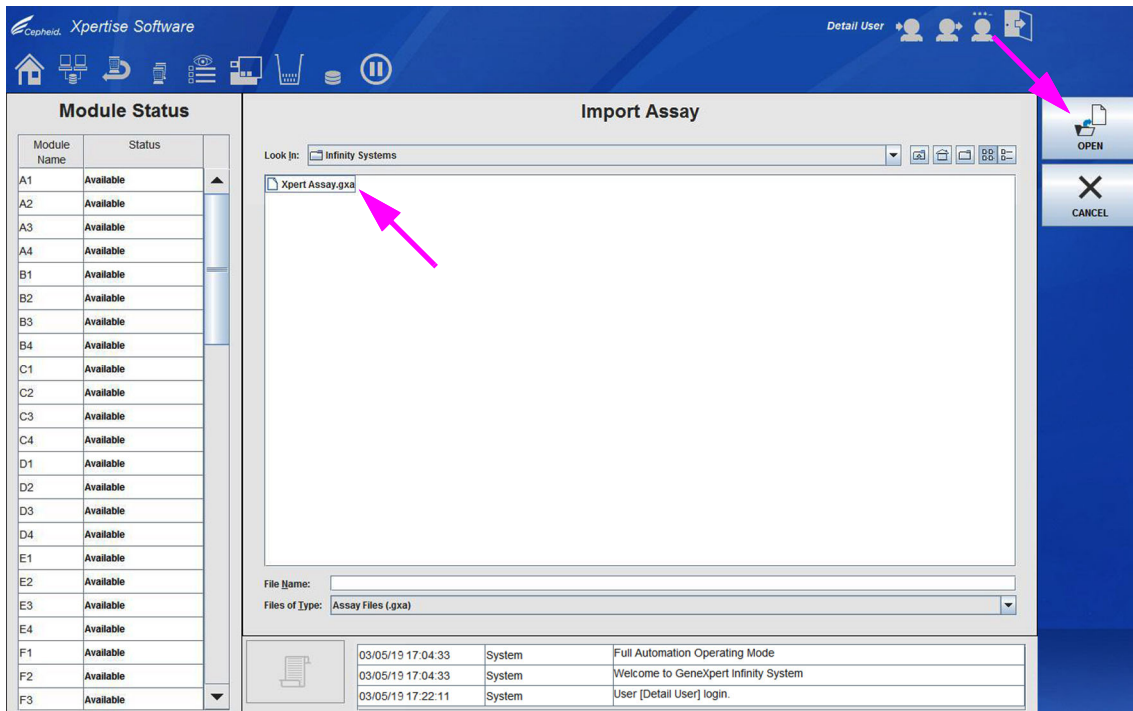 Cepheid. Xpertise Software
Detail User
Module Status
Module Name
Status
A1 Available
A2 Available
A3 Available
A4 Available
B1 Available
B2 Available
B3 Available
B4 Available
C1 Available
C2 Available
C3 Available
C4 Available
D1 Available
D2 Available
D3 Available
D4 Available
E1 Available
E2 Available
E3 Available
E4 Available
F1 Available
F2 Available
F3 Available
Import Assay
Look In: Infinity Systems
Xpert Assay.gxa
File Name:
Files of Type: Assay Files (.gxa)
03/05/19 17:04:33 System Full Automation Operating Mode
03/05/19 17:04:33 System Welcome to GeneXpert Infinity System
03/05/19 17:22:11 System User [Detail User] login.
OPEN
CANCEL